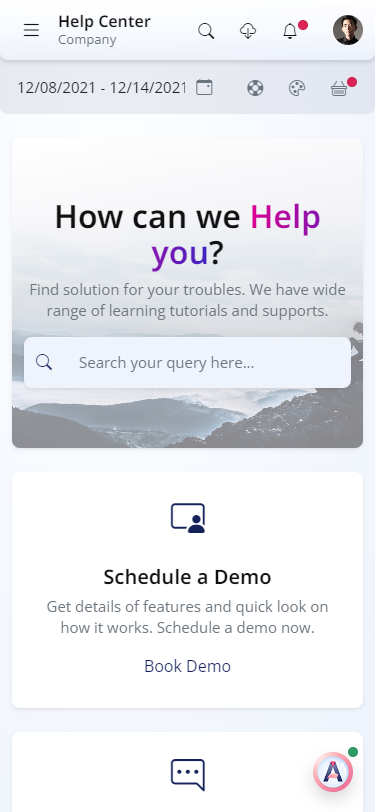 Help Center
Company
12/08/2021 - 12/14/2021
How can we Help
you?
Find solution for your troubles. We have wide
range of learning tutorials and supports.
Search your query here...
Schedule a Demo
Get details of features and quick look on
how it works. Schedule a demo now.
Book Demo
A